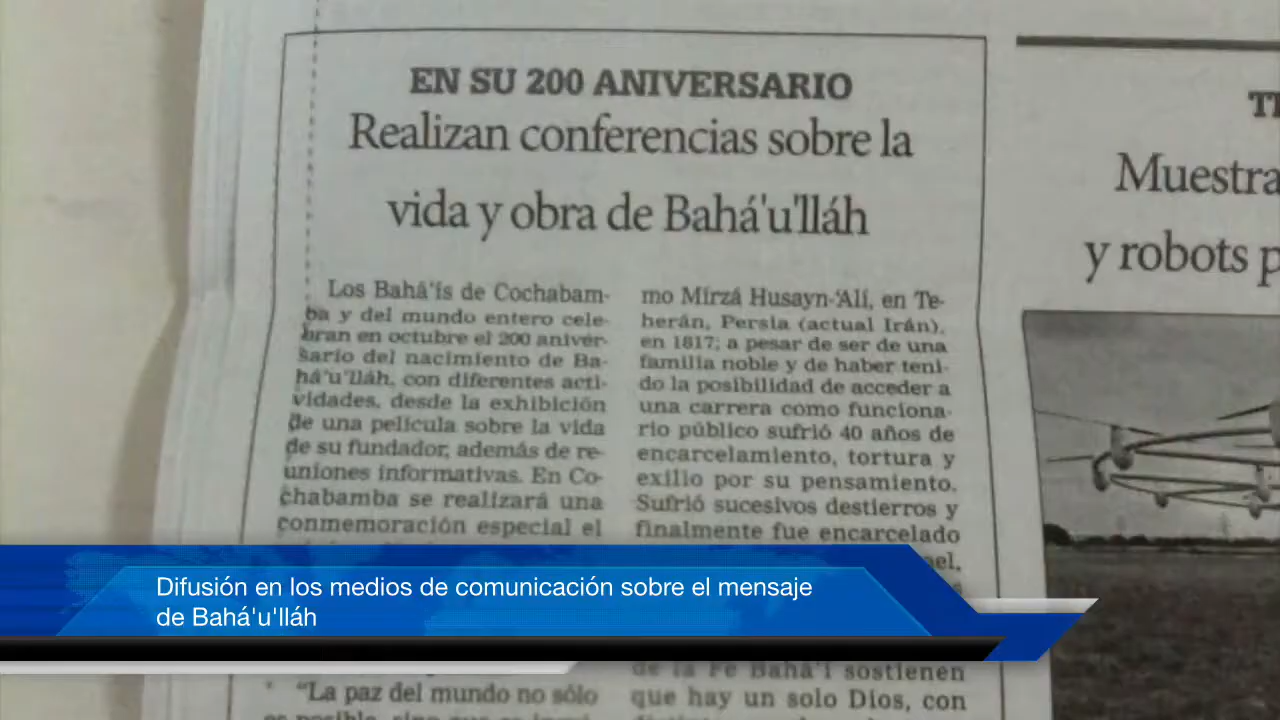 EN SU 200 ANIVERSARIO
Realizan conferencias sobre la
vida y obra de Bahá'u'lláh
Los Bahá'ís de Cochabam-
ba y del mundo entero cele-
bran en octubre el 200 aniver-
sario del nacimiento de Ba-
há'u'lláh, con diferentes acti-
vidades, desde la exhibición
de una película sobre la vida
de su fundador, además de re-
uniones informativas. En Co-
chabamba se realizará una
conmemoración especial el
"La paz del mundo no sólo
mo Mírzá Husayn-'Alí, en Te-
herán, Persia (actual Irán),
en 1817; a pesar de ser de una
familia noble y de haber teni-
do la posibilidad de acceder a
una carrera como funciona-
rio público sufrió 40 años de
encarcelamiento, tortura y
exilio por su pensamiento.
Sufrió sucesivos destierros y
finalmente fue encarcelado
de la Fe Bahá'í sostienen
que hay un solo Dios, con
Muestra
y robots p
Difusión en los medios de comunicación sobre el mensaje
de Bahá'u'lláh